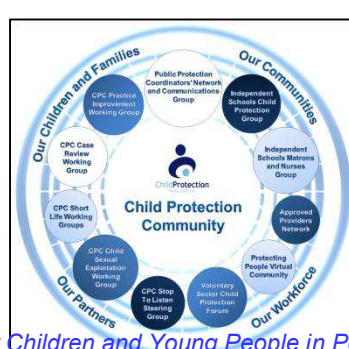 Our Children and Families
Our Communities
Public Protection
Coordinators' Network
and Communications
Group
CPC Practice
Improvement
Working Group
Independent
Schools Child
Protection
Group
CPC Case
Review
Working
Group
Independent
Schools Matrons
and Nurses
Group
ChildProtection
Child Protection
Community
CPC Short
Life Working
Groups
Approved
Providers
Network
CPC Child
Sexual
Exploitation
Working
Group
Protecting
People Virtual
Community
CPC Stop
To Listen
Steering
Group
Voluntary
Sector Child
Protection
Forum
Our Partners
Our Workforce
Children and Young People in